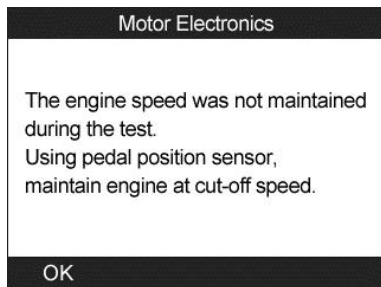 Motor Electronics
The engine speed was not maintained
during the test.
Using pedal position sensor,
maintain engine at cut-off speed.
OK